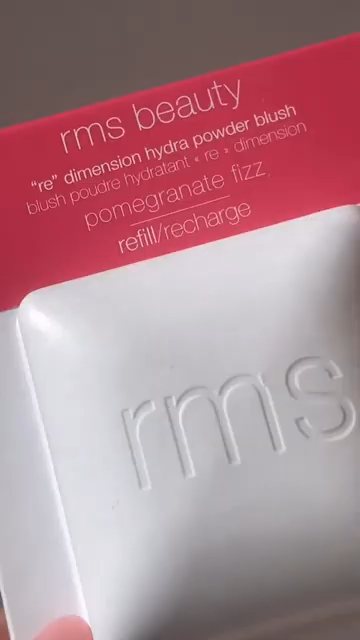 rms beauty
"re" dimension hydra powder blush
blush poudre hydratant « re » dimension
pomegranate fizz
refill/recharge
rms